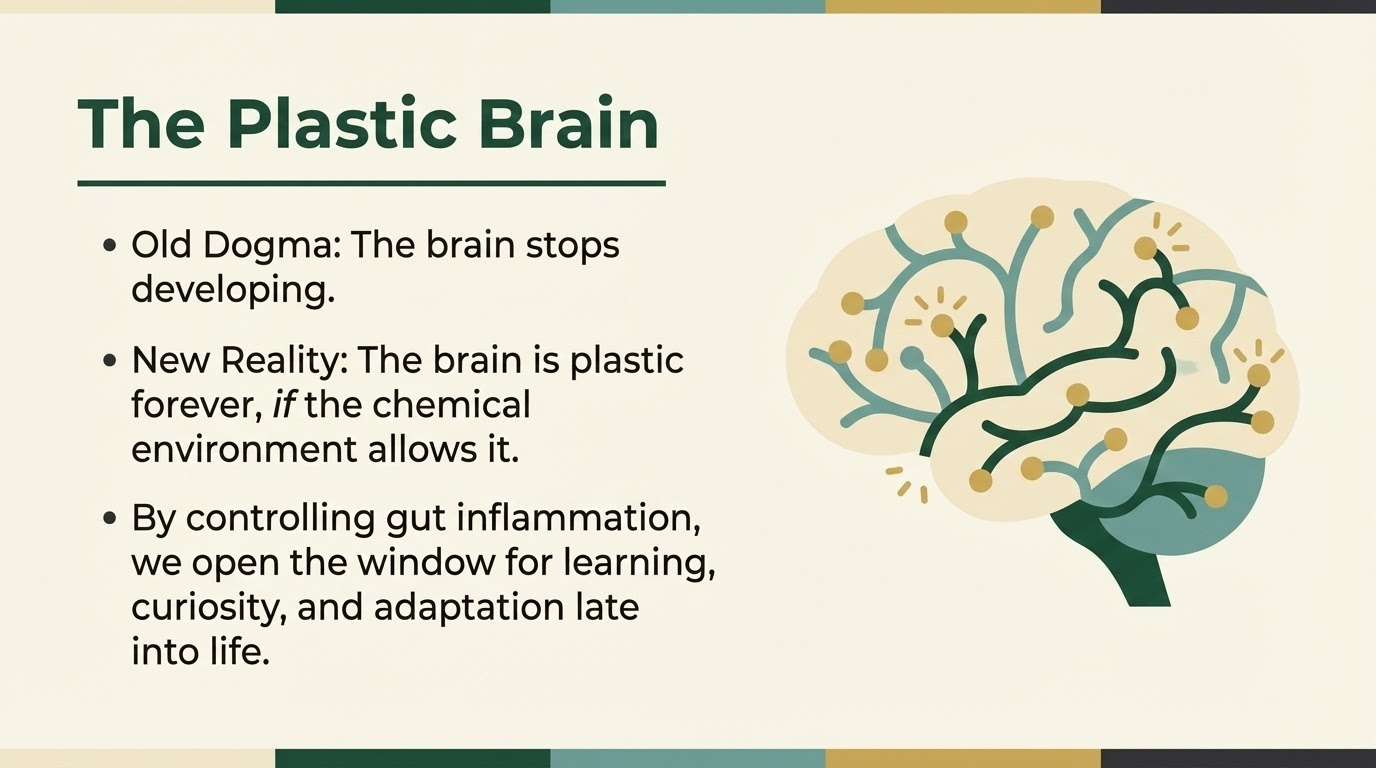 The Plastic Brain
• Old Dogma: The brain stops
developing.
• New Reality: The brain is plastic
forever, if the chemical
environment allows it.
• By controlling gut inflammation,
we open the window for learning,
curiosity, and adaptation late
into life.